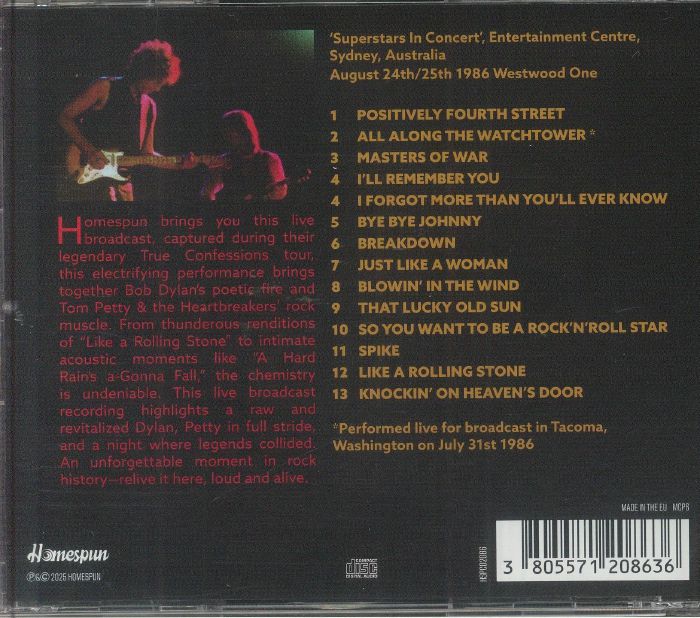 'Superstars In Concert', Entertainment Centre,
Sydney, Australia
August 24th/25th 1986 Westwood One
1 POSITIVELY FOURTH STREET
2 ALL ALONG THE WATCHTOWER *
3 MASTERS OF WAR
4 I'LL REMEMBER YOU
4 I FORGOT MORE THAN YOU'LL EVER KNOW
5 BYE BYE JOHNNY
6 BREAKDOWN
7 JUST LIKE A WOMAN
8 BLOWIN' IN THE WIND
9 THAT LUCKY OLD SUN
10 SO YOU WANT TO BE A ROCK'N'ROLL STAR
11 SPIKE
12 LIKE A ROLLING STONE
13 KNOCKIN' ON HEAVEN'S DOOR
*Performed live for broadcast in Tacoma,
Washington on July 31st 1986
Homespun brings you this live
broadcast, captured during their
legendary True Confessions tour,
this electrifying performance brings
together Bob Dylan's poetic fire and
Tom Petty & the Heartbreakers' rock
muscle. From thunderous renditions
of "Like a Rolling Stone" to intimate
acoustic moments like "A Hard
Rain's a-Gonna Fall," the chemistry
is undeniable. This live broadcast
recording highlights a raw and
revitalized Dylan, Petty in full stride,
and a night where legends collided.
An unforgettable moment in rock
history—relive it here, loud and alive.
Homespun
℗&© 2025 HOMESPUN
COMPACT
disc
DIGITAL AUDIO
MADE IN THE EU MCPS
HSPCD2086
3 805571 208636